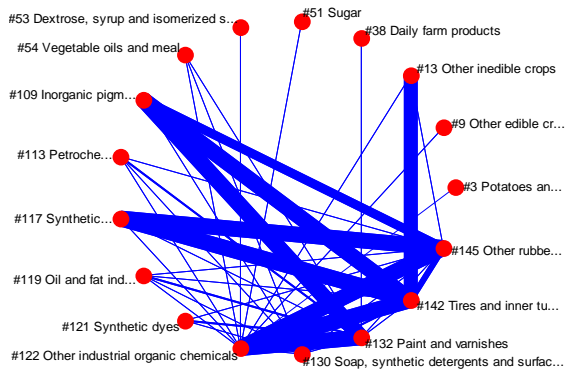 #53 Dextrose, syrup and isomerized s...
#51 Sugar
#54 Vegetable oils and meal
#38 Daily farm products
#109 Inorganic pigm...
#13 Other inedible crops
#9 Other edible cr...
#113 Petroche...
#3 Potatoes an...
#117 Synthetic...
#145 Other rubbe...
#119 Oil and fat ind...
#142 Tires and inner tu...
#121 Synthetic dyes
#132 Paint and varnishes
#122 Other industrial organic chemicals
#130 Soap, synthetic detergents and surfac...